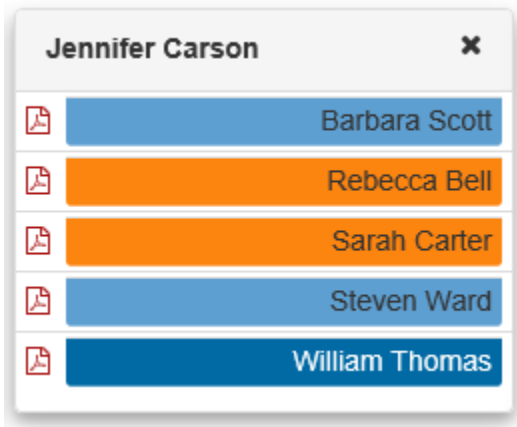 Jennifer Carson
Barbara Scott
Rebecca Bell
Sarah Carter
Steven Ward
William Thomas